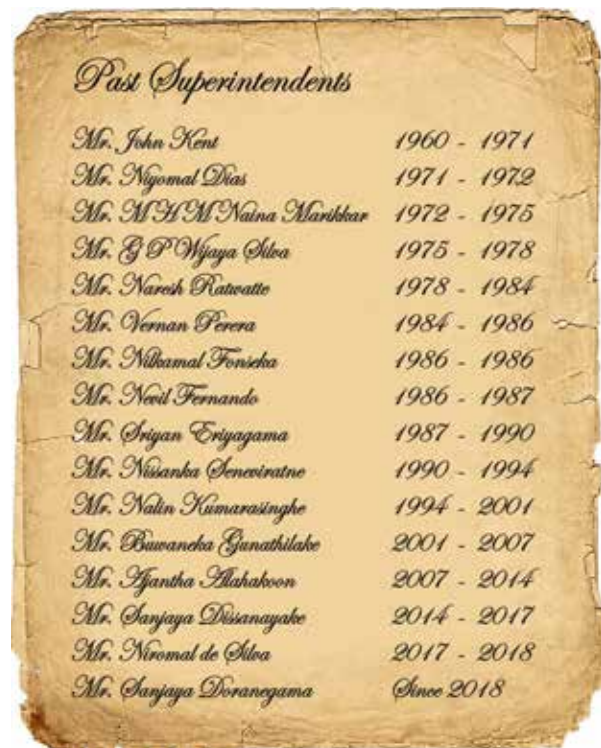 Past Superintendents
Mr. John Kent 1960 - 1971
Mr. Niyomal Dias 1971 - 1972
Mr. M H M Naina Marikkar 1972 - 1975
Mr. G P Wijaya Silva 1975 - 1978
Mr. Naresh Ratwatte 1978 - 1984
Mr. Vernan Perera 1984 - 1986
Mr. Nilkamal Fonseka 1986 - 1986
Mr. Nevil Fernando 1986 - 1987
Mr. Sriyan Eriyagama 1987 - 1990
Mr. Nissanka Seneviratne 1990 - 1994
Mr. Nalin Kumarasinghe 1994 - 2001
Mr. Buwaneka Gunathilake 2001 - 2007
Mr. Ajantha Allahakoon 2007 - 2014
Mr. Sanjaya Dissanayake 2014 - 2017
Mr. Niromal de Silva 2017 - 2018
Mr. Sanjaya Doranegama Since 2018